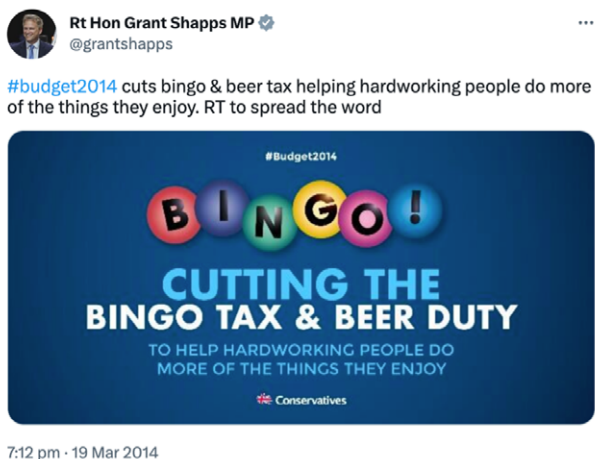 Rt Hon Grant Shapps MP
@grantshapps
#budget2014 cuts bingo & beer tax helping hardworking people do more
of the things they enjoy. RT to spread the word
#Budget2014
BINGO!
CUTTING THE
BINGO TAX & BEER DUTY
TO HELP HARDWORKING PEOPLE DO
MORE OF THE THINGS THEY ENJOY
Conservatives
7:12 pm · 19 Mar 2014